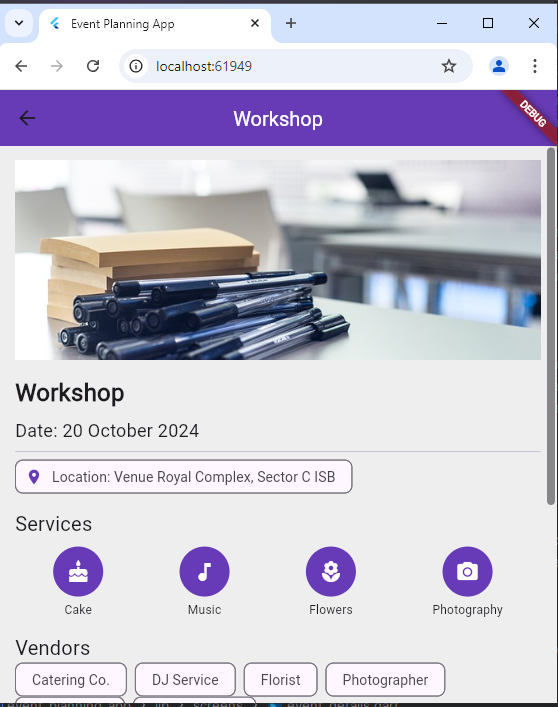 Event Planning App
localhost:61949
Workshop
DEBUG
Workshop
Date: 20 October 2024
Location: Venue Royal Complex, Sector C ISB
Services
Cake Music Flowers Photography
Vendors
Catering Co. DJ Service Florist Photographer